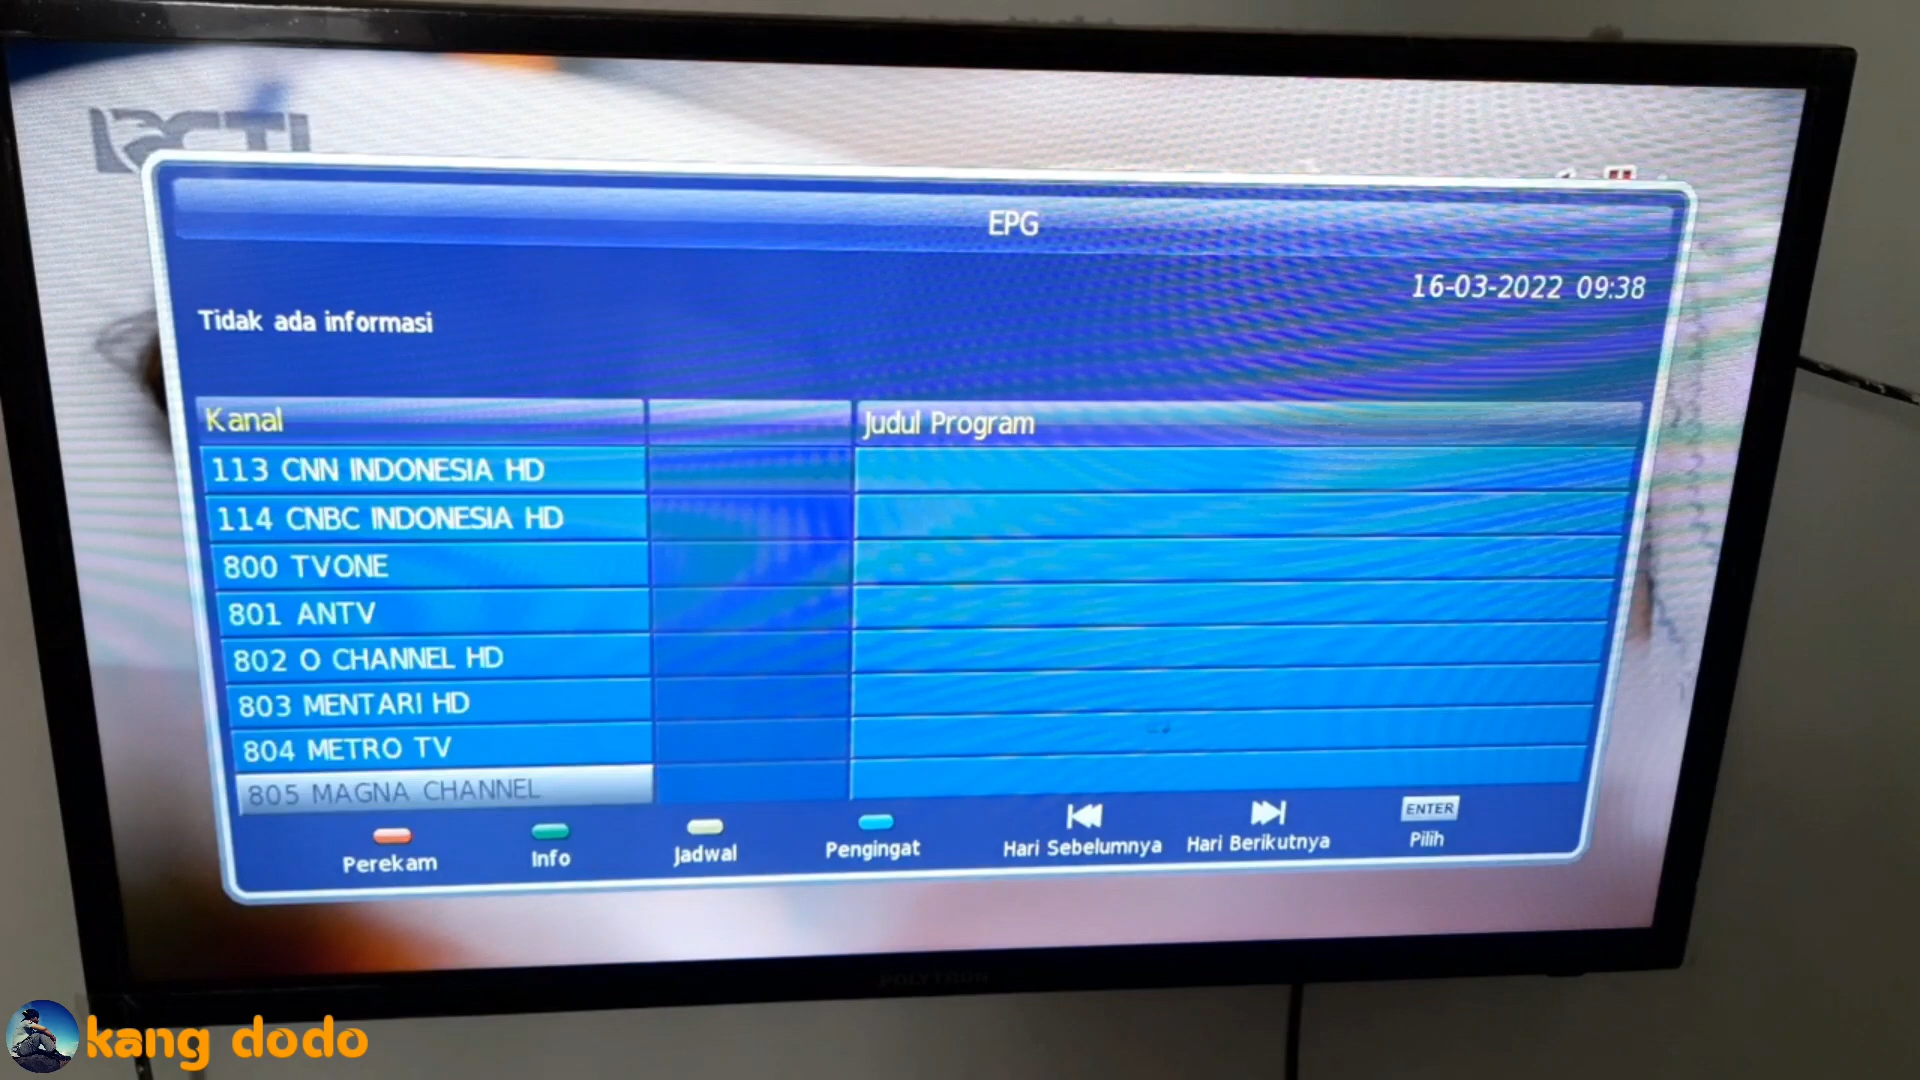 RCTI
EPG
16-03-2022 09:38
Tidak ada informasi
Kanal
Judul Program
113 CNN INDONESIA HD
114 CNBC INDONESIA HD
800 TVONE
801 ANTV
802 O CHANNEL HD
803 MENTARI HD
804 METRO TV
805 MAGNA CHANNEL
Perekam
Info
Jadwal
Pengingat
Hari Sebelumnya
Hari Berikutnya
ENTER
Pilih
POLYTRON
kang dodo